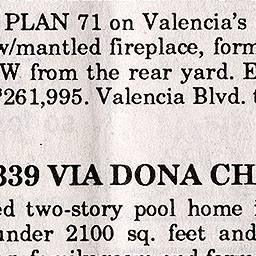 PLAN 71 on Valencia's
w/mantled fireplace, form
W from the rear yard. E
$261,995. Valencia Blvd. t
339 VIA DONA CH
ed two-story pool home i
under 2100 sq. feet and